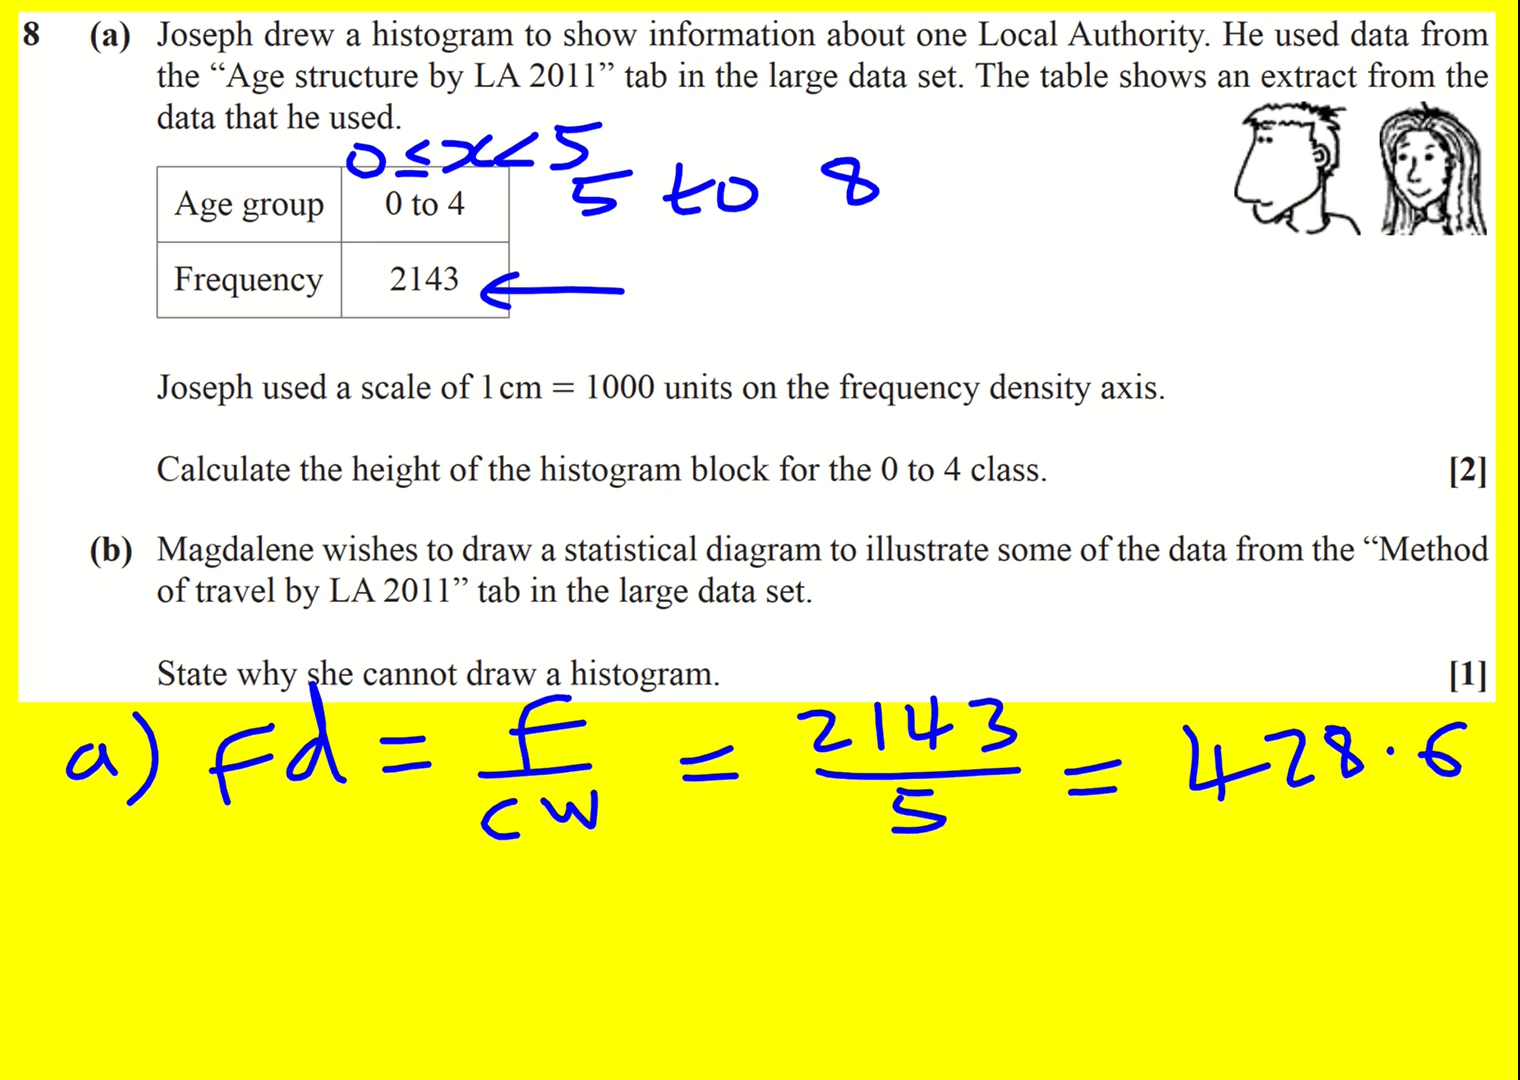 8 (a) Joseph drew a histogram to show information about one Local Authority. He used data from
the “Age structure by LA 2011” tab in the large data set. The table shows an extract from the
data that he used.
0 ≤ x < 5
Age group 0 to 4
5 to 8
Frequency 2143
Joseph used a scale of 1 cm = 1000 units on the frequency density axis.
Calculate the height of the histogram block for the 0 to 4 class. [2]
(b) Magdalene wishes to draw a statistical diagram to illustrate some of the data from the “Method
of travel by LA 2011” tab in the large data set.
State why she cannot draw a histogram. [1]
a) Fd = f/cw = 2143/5 = 428.6